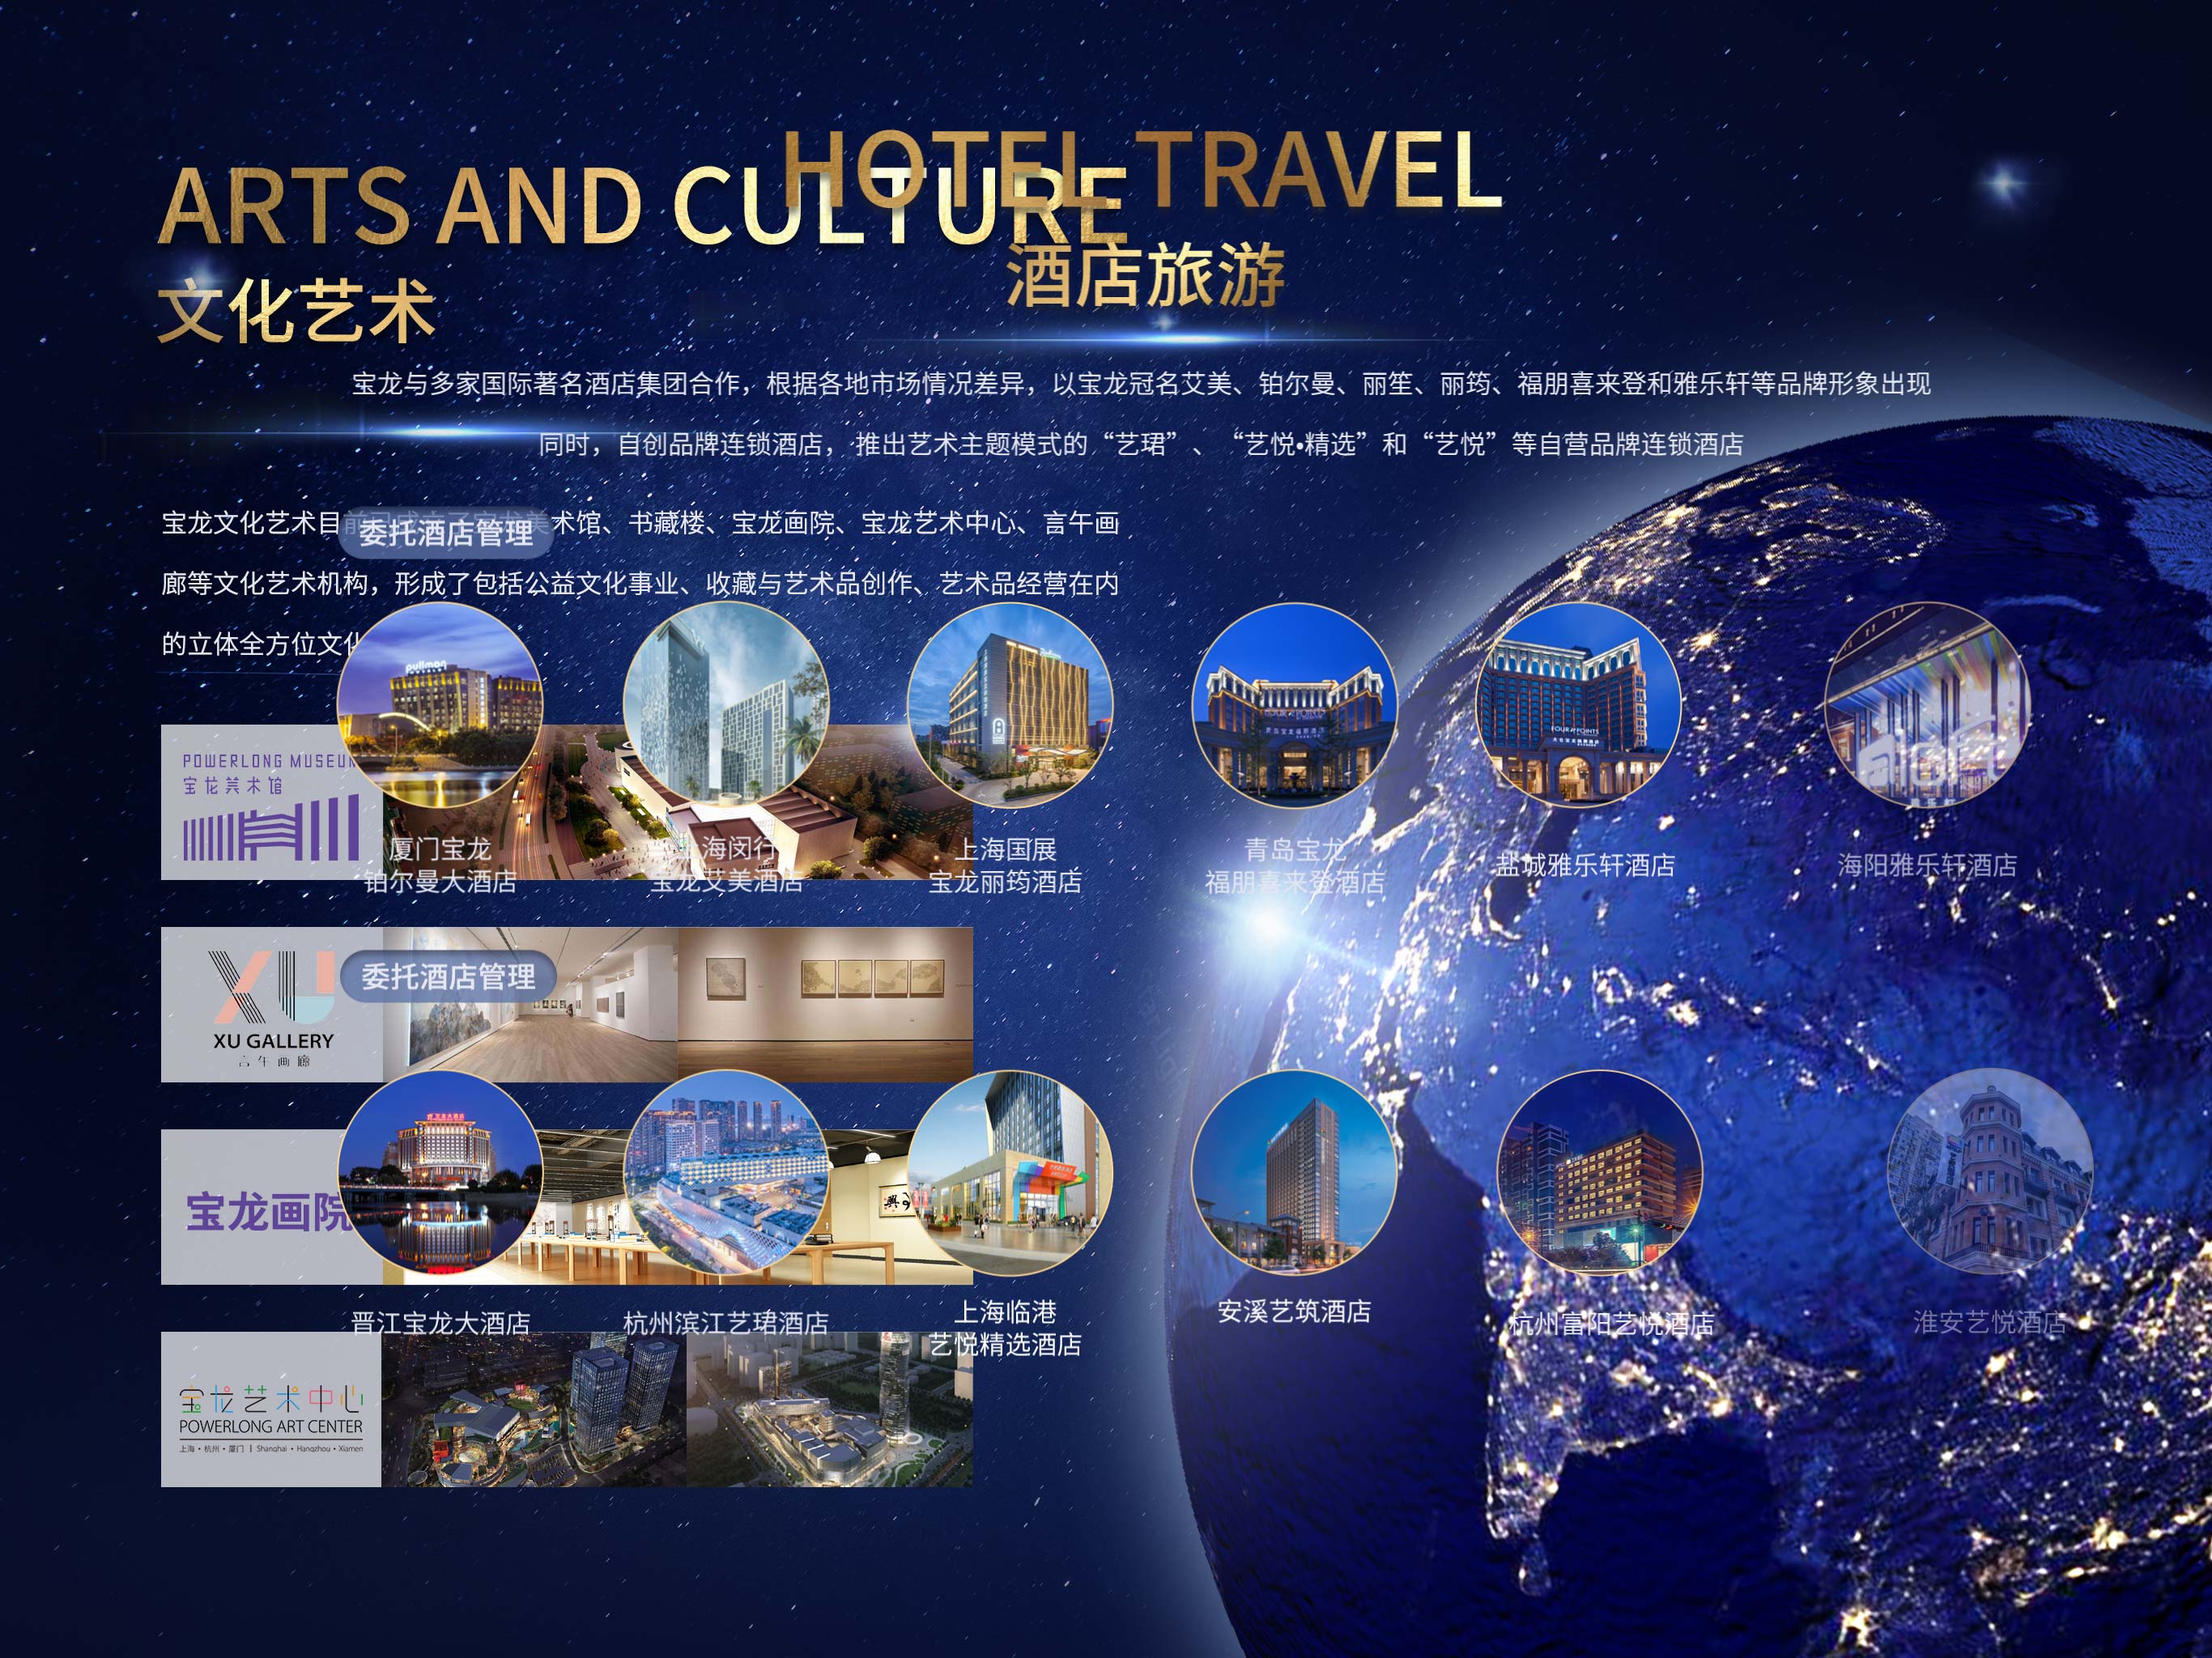 HOTEL TRAVEL
ARTS AND CULTURE
酒店旅游
文化艺术
宝龙与多家国际著名酒店集团合作，根据各地市场情况差异，以宝龙冠名艾美、铂尔曼、丽笙、丽筠、福朋喜来登和雅乐轩等品牌形象出现
同时，自创品牌连锁酒店，推出艺术主题模式的“艺珺”、“艺悦•精选”和“艺悦”等自营品牌连锁酒店
宝龙文化艺术目 术馆、书藏楼、宝龙画院、宝龙艺术中心、言午画
委托酒店管理
廊等文化艺术机构，形成了包括公益文化事业、收藏与艺术品创作、艺术品经营在内
的立体全方位文化
pullman
FOUR POINTS
aloft
POWERLONG MUSEUM
宝龙美术馆
厦门宝龙
铂尔曼大酒店
上海闵行
宝龙艾美酒店
上海国展
宝龙丽筠酒店
青岛宝龙
福朋喜来登酒店
盐城雅乐轩酒店
海阳雅乐轩酒店
XU
委托酒店管理
XU GALLERY
言午画廊
宝龙画院
晋江宝龙大酒店
杭州滨江艺珺酒店
上海临港
艺悦精选酒店
安溪艺筑酒店
杭州富阳艺悦酒店
淮安艺悦酒店
宝龙艺术中心
POWERLONG ART CENTER
上海•杭州•厦门 | Shanghai • Hangzhou • Xiamen